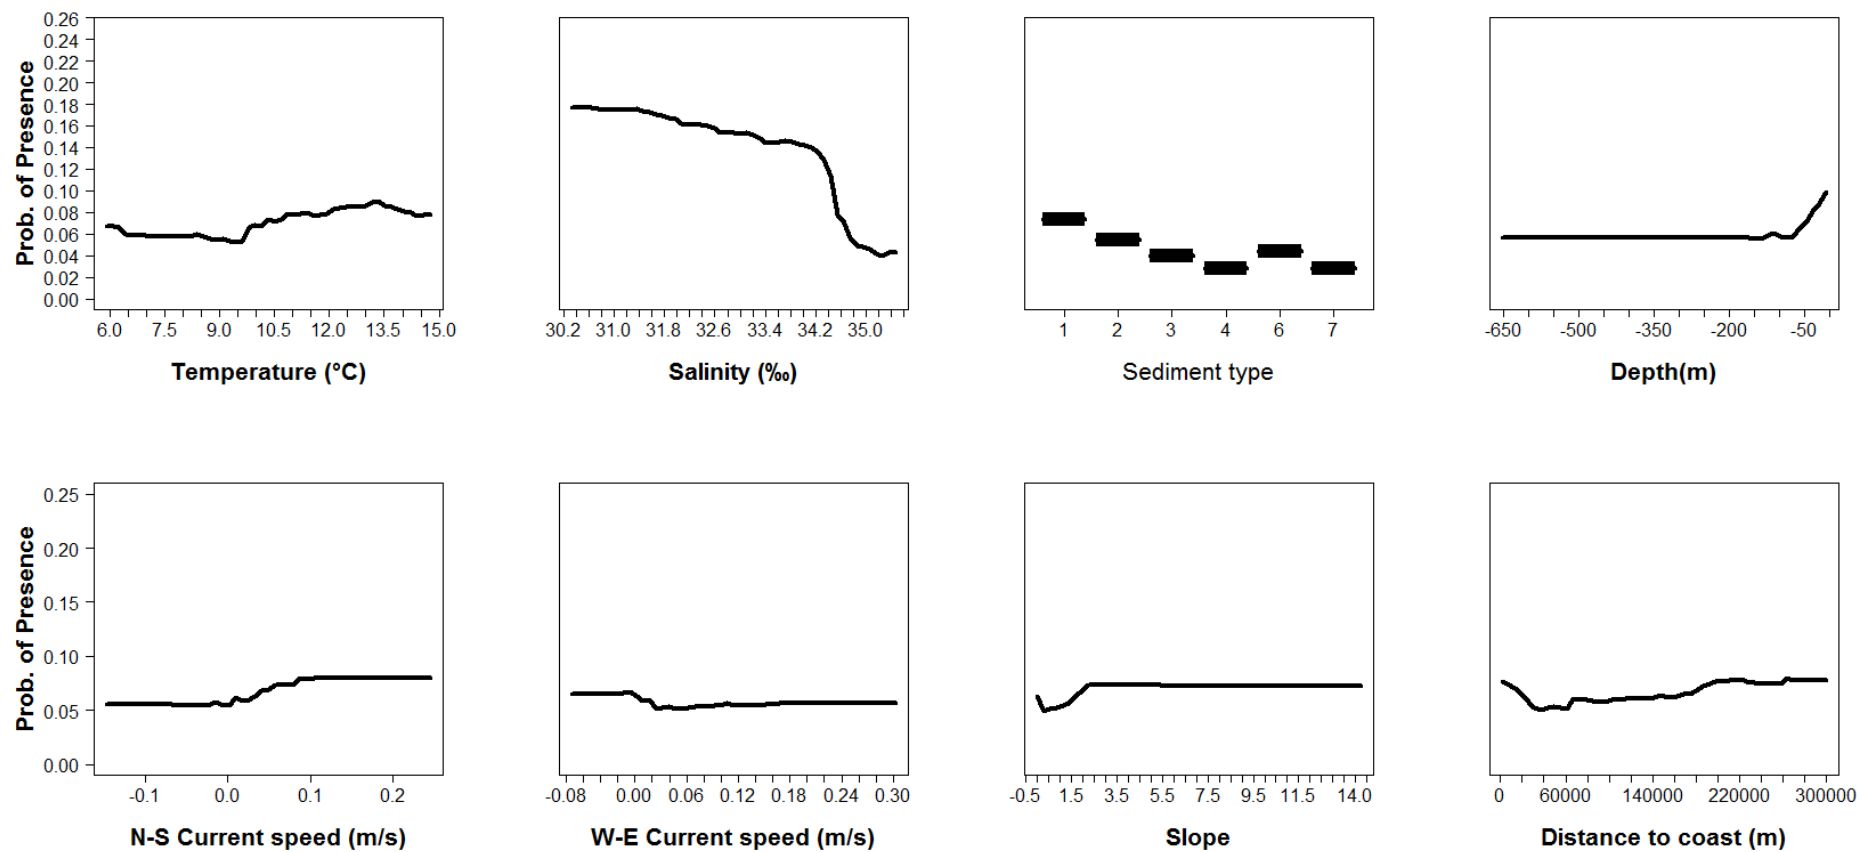 Prob. of Presence
0.26
0.24
0.22
0.20
0.18
0.16
0.14
0.12
0.10
0.08
0.06
0.04
0.02
0.00
6.0 7.5 9.0 10.5 12.0 13.5 15.0
Temperature (°C)
30.2 31.0 31.8 32.6 33.4 34.2 35.0
Salinity (‰)
1 2 3 4 6 7
Sediment type
-650 -500 -350 -200 -50
Depth(m)
Prob. of Presence
0.25
0.20
0.15
0.10
0.05
0.00
-0.1 0.0 0.1 0.2
N-S Current speed (m/s)
-0.08 0.00 0.06 0.12 0.18 0.24 0.30
W-E Current speed (m/s)
-0.5 1.5 3.5 5.5 7.5 9.5 11.5 14.0
Slope
0 60000 140000 220000 300000
Distance to coast (m)